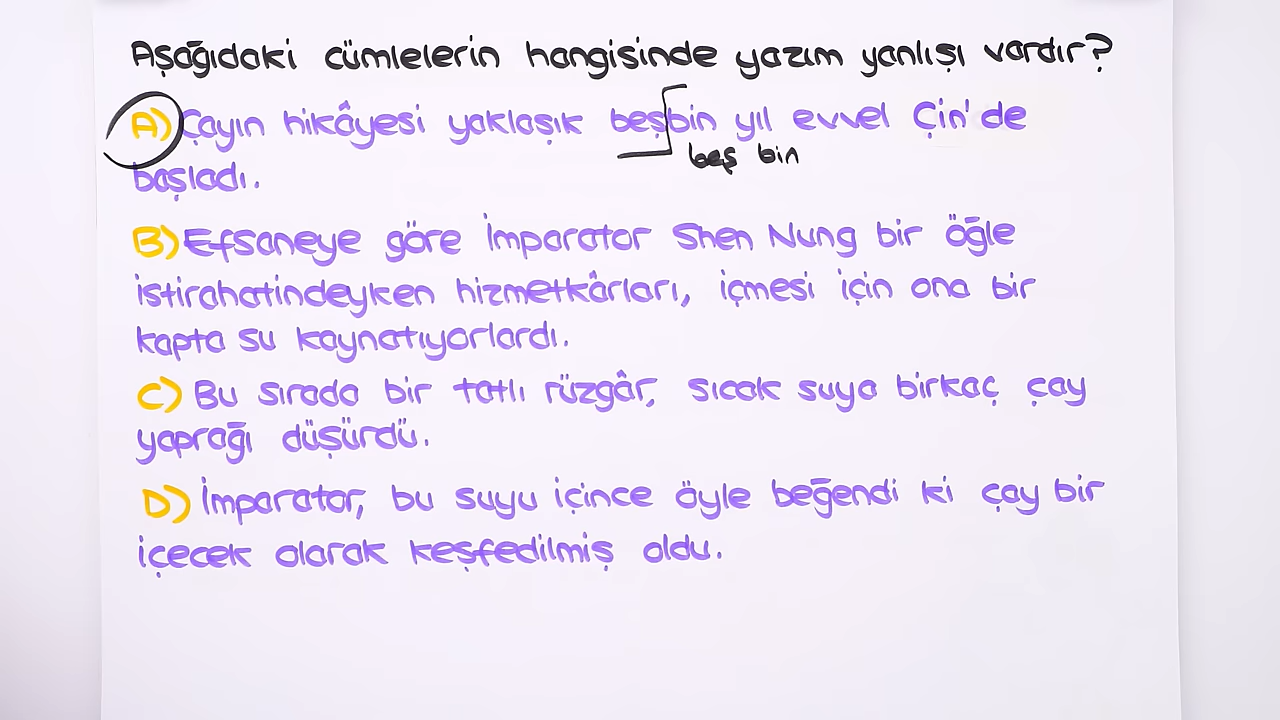 Aşağıdaki cümlelerin hangisinde yazım yanlışı vardır?
A) Çayın hikâyesi yaklaşık beşbin yıl evvel Çin'de
beş bin
başladı.
B) Efsaneye göre İmparator Shen Nung bir öğle
istirahatindeyken hizmetkârları, içmesi için ona bir
kapta su kaynatıyorlardı.
C) Bu sırada bir tatlı rüzgâr, sıcak suya birkaç çay
yaprağı düşürdü.
D) İmparator, bu suyu içince öyle beğendi ki çay bir
içecek olarak keşfedilmiş oldu.